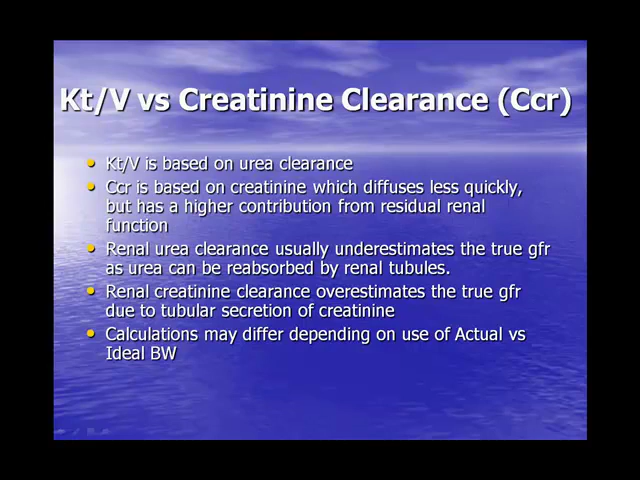 Kt/V vs Creatinine Clearance (Ccr)
• Kt/V is based on urea clearance
• Ccr is based on creatinine which diffuses less quickly,
but has a higher contribution from residual renal
function
• Renal urea clearance usually underestimates the true gfr
as urea can be reabsorbed by renal tubules.
• Renal creatinine clearance overestimates the true gfr
due to tubular secretion of creatinine
• Calculations may differ depending on use of Actual vs
Ideal BW